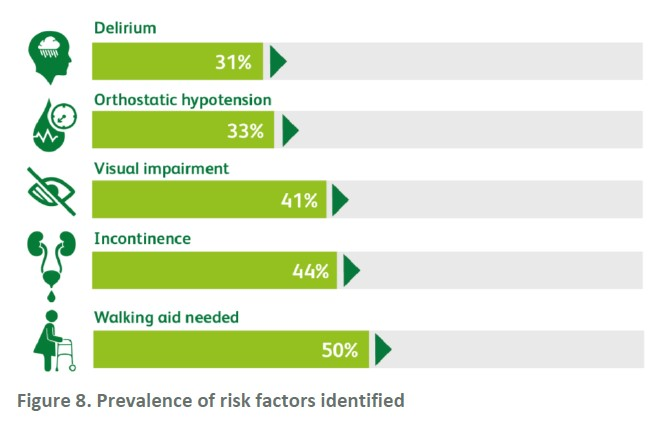 Delirium
31%
Orthostatic hypotension
33%
Visual impairment
41%
Incontinence
44%
Walking aid needed
50%
Figure 8. Prevalence of risk factors identified